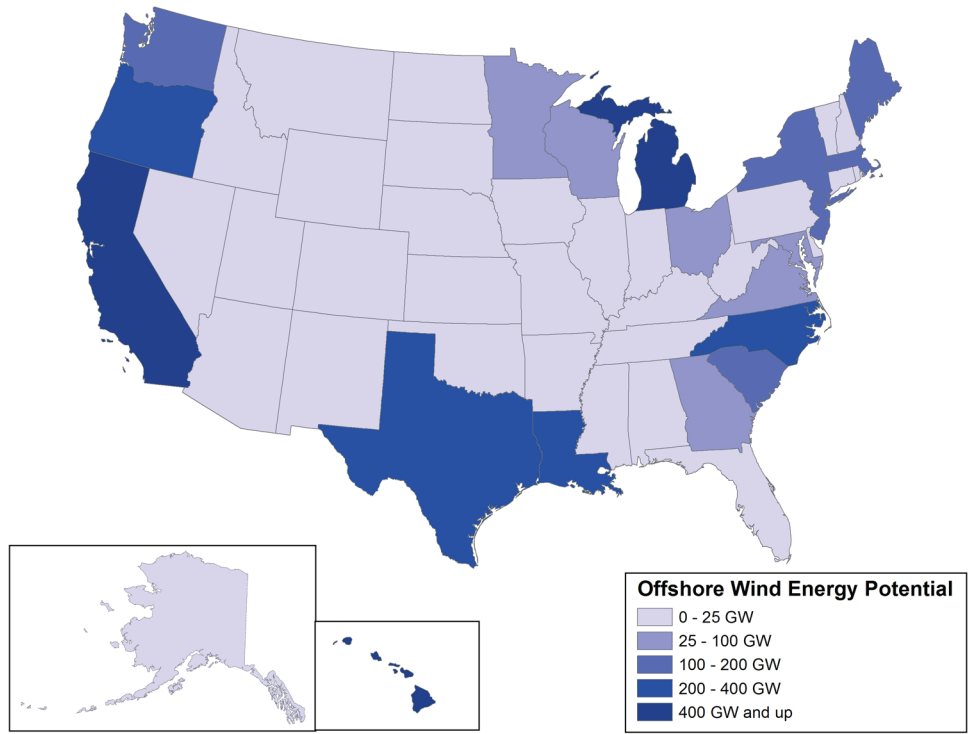 Offshore Wind Energy Potential
0 - 25 GW
25 - 100 GW
100 - 200 GW
200 - 400 GW
400 GW and up